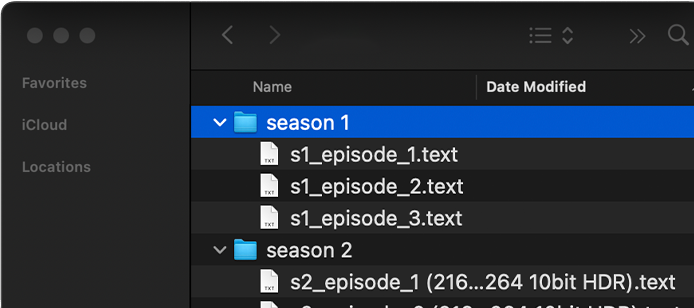 Favorites
iCloud
Locations
Name
Date Modified
season 1
TXT
s1_episode_1.text
TXT
s1_episode_2.text
TXT
s1_episode_3.text
season 2
TXT
s2_episode_1 (216...264 10bit HDR).text